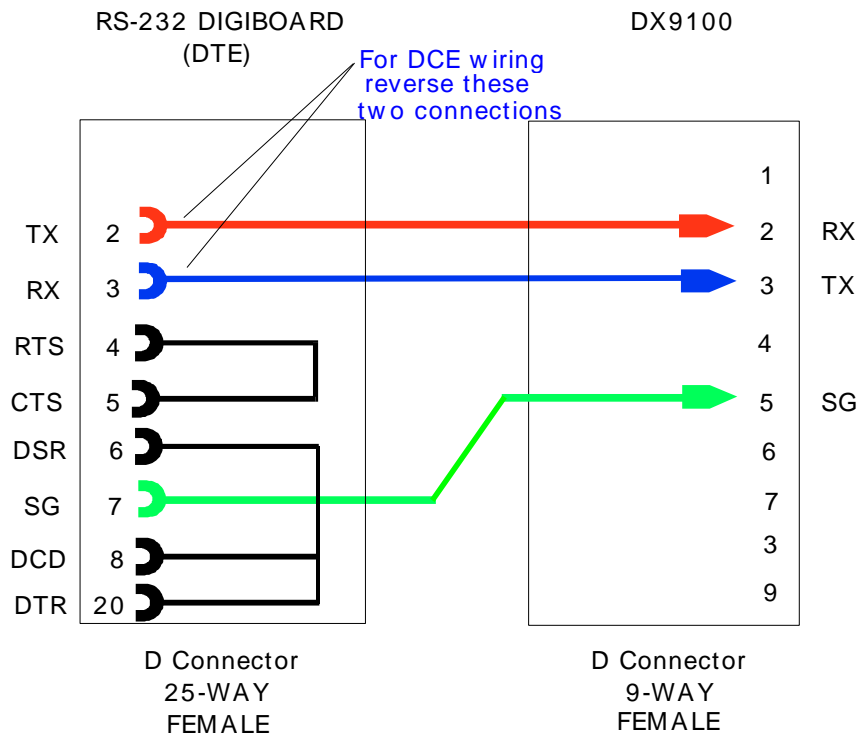 RS-232 DIGIBOARD
(DTE)
DX9100
For DCE wiring
reverse these
two connections
1
TX 2
2 RX
RX 3
3 TX
RTS 4
4
CTS 5
5 SG
DSR 6
6
SG 7
7
DCD 8
3
DTR 20
9
D Connector
25-WAY
FEMALE
D Connector
9-WAY
FEMALE